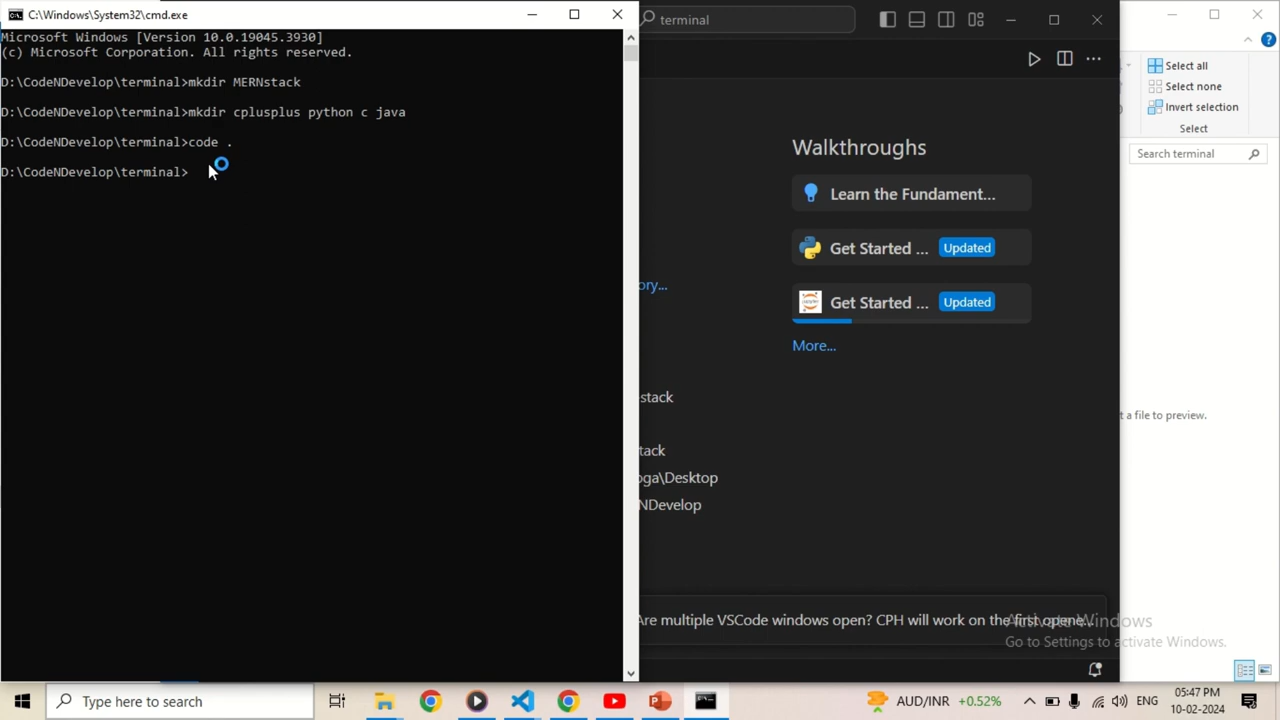 C:\Windows\System32\cmd.exe
Microsoft Windows [Version 10.0.19045.3930]
(c) Microsoft Corporation. All rights reserved.
D:\CodeNDevelop\terminal>mkdir MERNstack
D:\CodeNDevelop\terminal>mkdir cplusplus python c java
D:\CodeNDevelop\terminal>code .
D:\CodeNDevelop\terminal>
terminal
Walkthroughs
Learn the Fundament...
Get Started ... Updated
Get Started ... Updated
More...
ory...
stack
tack
oga\Desktop
NDevelop
Are multiple VSCode windows open? CPH will work on the first opene...
Select all
Select none
Invert selection
Select
Search terminal
t a file to preview.
Activate Windows
Go to Settings to activate Windows.
Type here to search
AUD/INR +0.52%
ENG
05:47 PM
10-02-2024